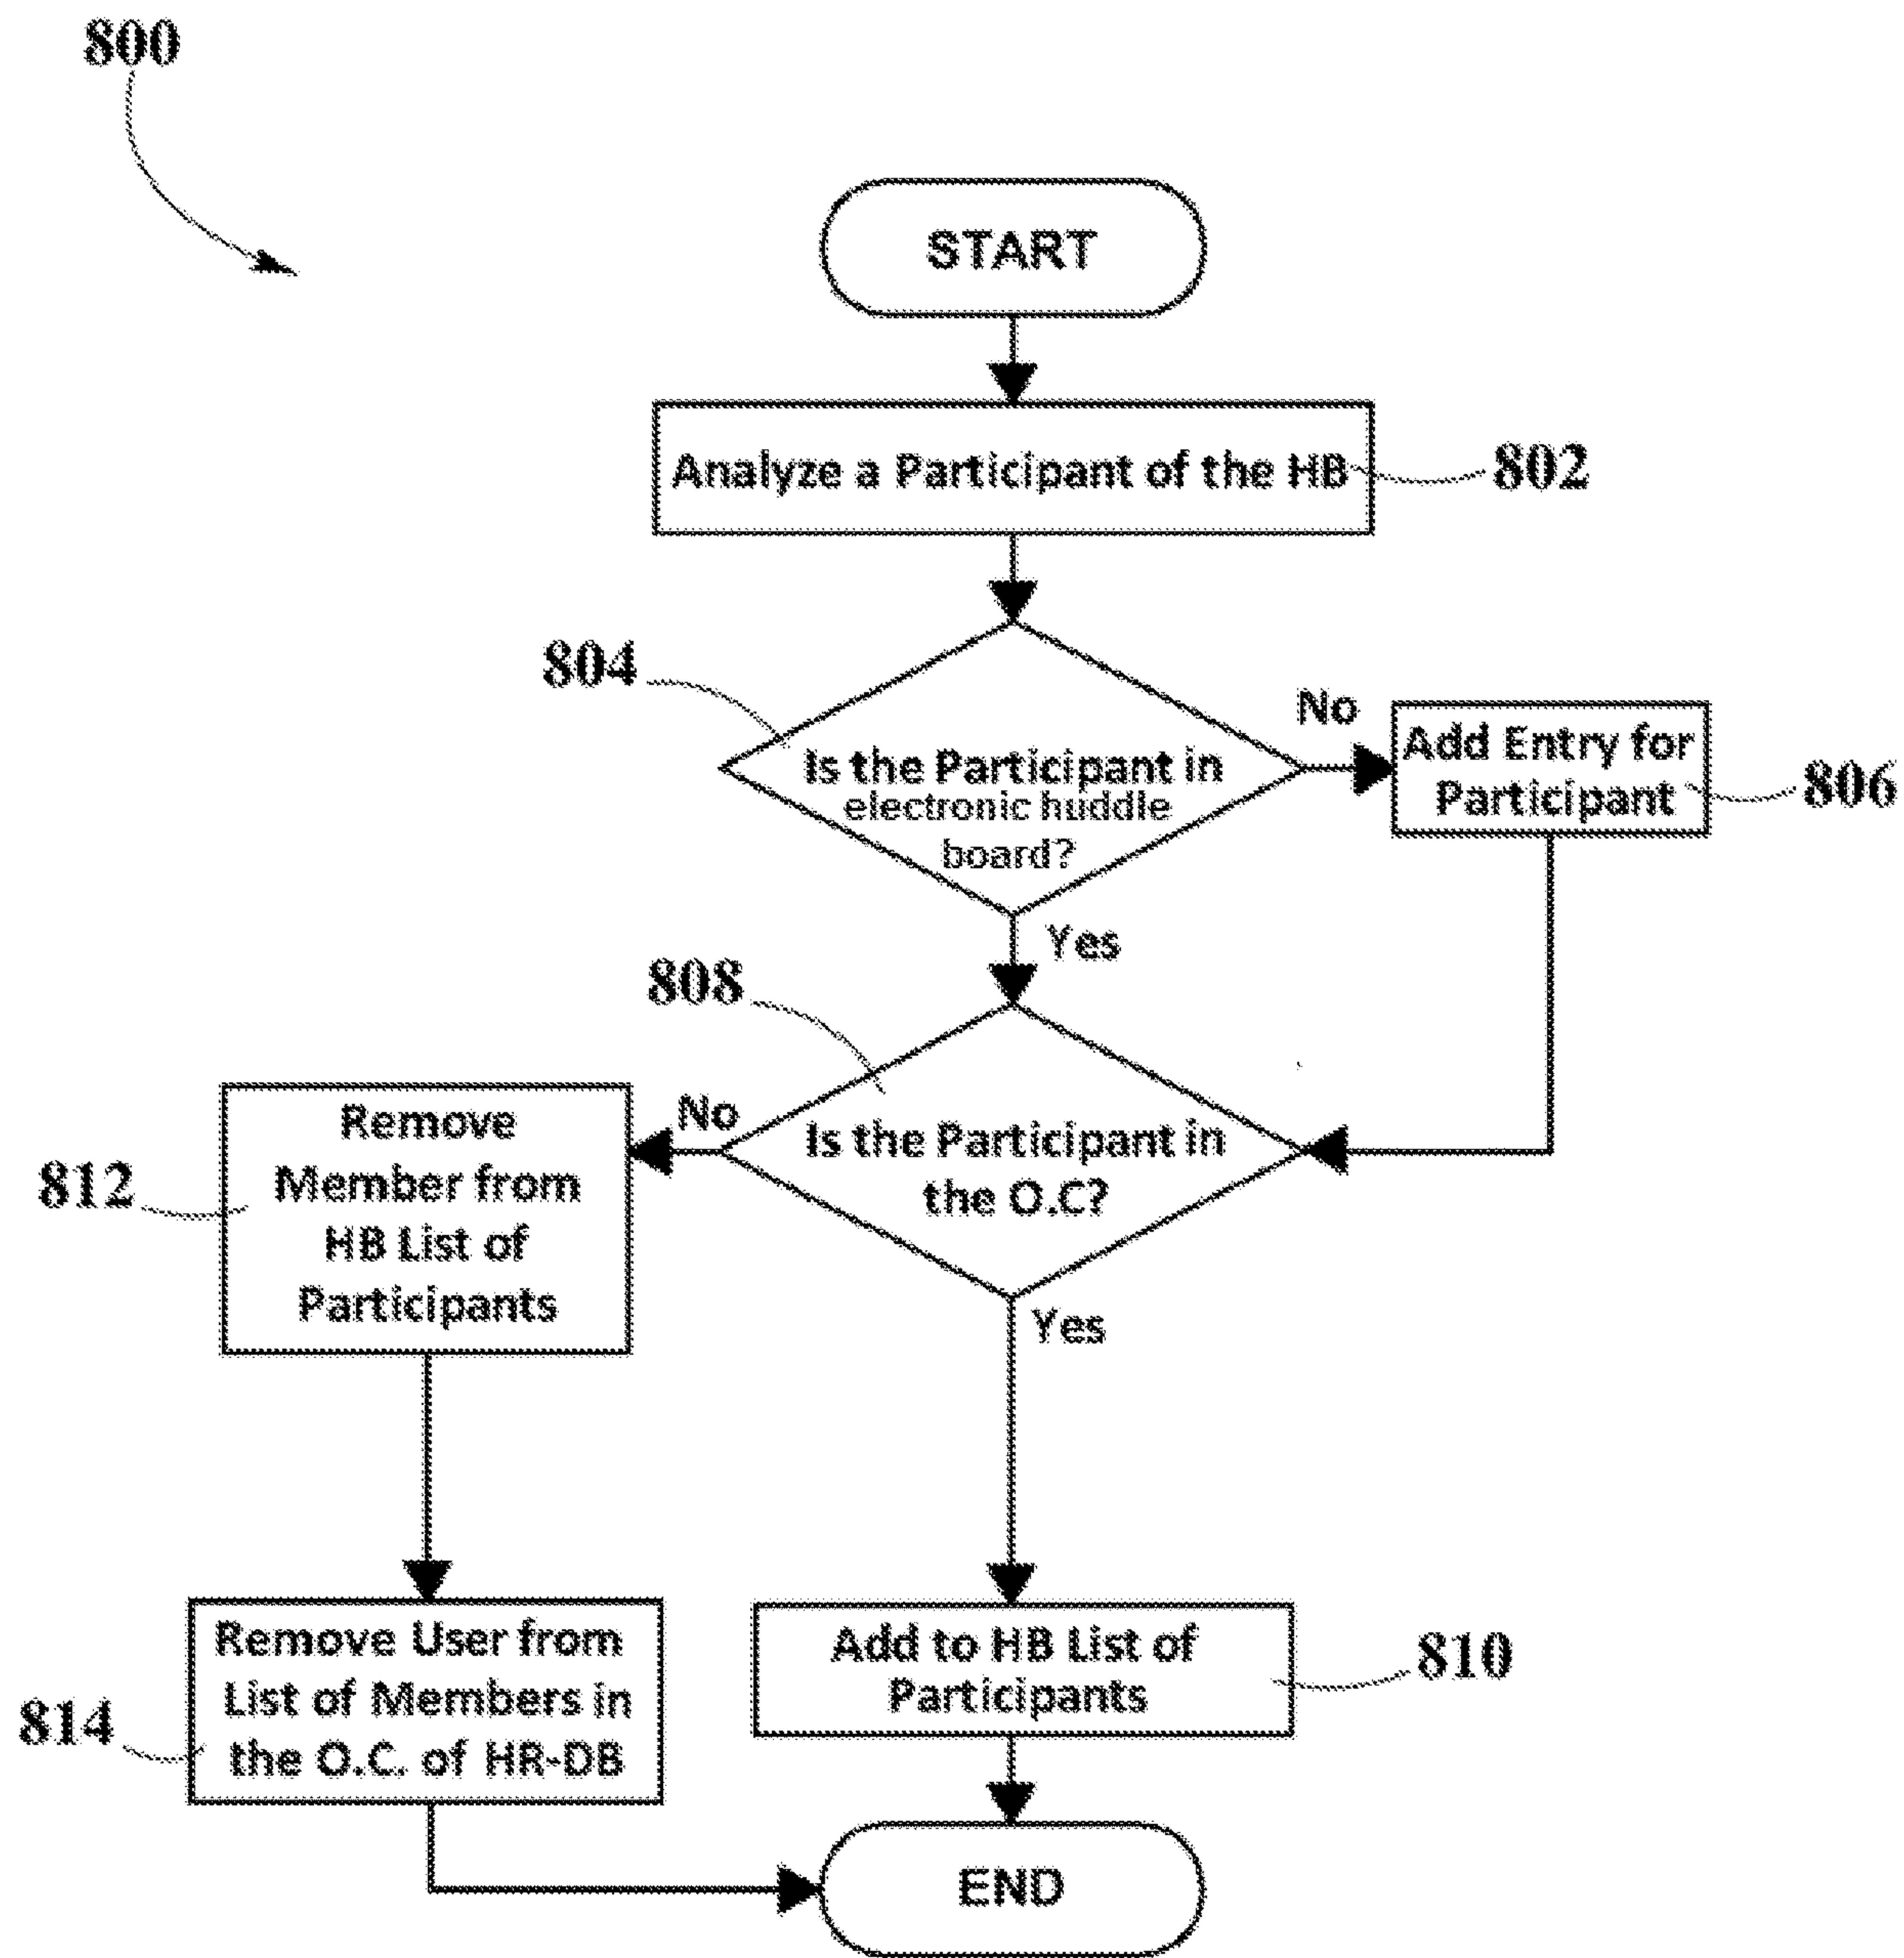 800
START
Analyze a Participant of the HB
802
804
Is the Participant in
electronic huddle
board?
No
Add Entry for
Participant
806
Yes
808
Is the Participant in
the O.C?
No
Remove
Member from
HB List of
Participants
812
Yes
Remove User from
List of Members in
the O.C. of HR-DB
814
Add to HB List of
Participants
810
END